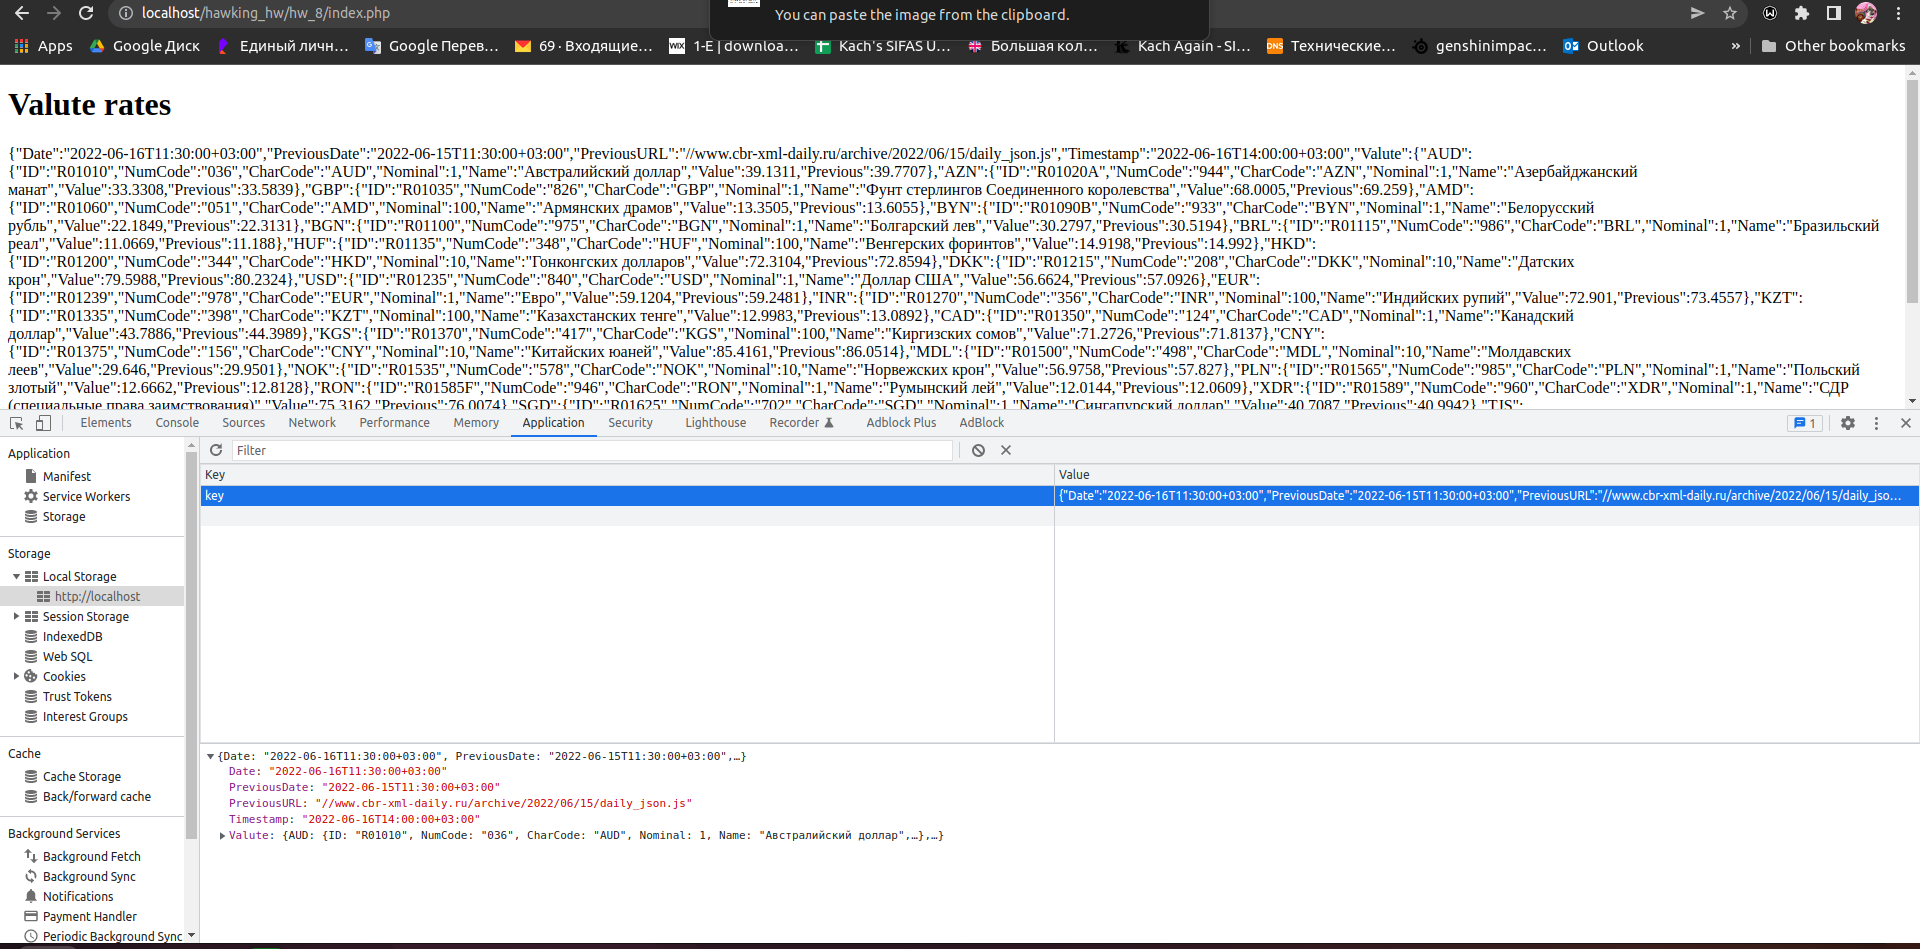 localhost/hawking_hw/hw_8/index.php
You can paste the image from the clipboard.
Apps Google Диск Единый личн... Google Перев... 69 · Входящие... 1-E | downloa... Kach's SIFAS U... Большая кол... Kach Again - SI... Технические... genshinimpac... Outlook » Other bookmarks
Valute rates
{"Date":"2022-06-16T11:30:00+03:00","PreviousDate":"2022-06-15T11:30:00+03:00","PreviousURL":"//www.cbr-xml-daily.ru/archive/2022/06/15/daily_json.js","Timestamp":"2022-06-16T14:00:00+03:00","Valute":{"AUD":
{"ID":"R01010","NumCode":"036","CharCode":"AUD","Nominal":1,"Name":"Австралийский доллар","Value":39.1311,"Previous":39.7707},"AZN":{"ID":"R01020A","NumCode":"944","CharCode":"AZN","Nominal":1,"Name":"Азербайджанский
манат","Value":33.3308,"Previous":33.5839},"GBP":{"ID":"R01035","NumCode":"826","CharCode":"GBP","Nominal":1,"Name":"Фунт стерлингов Соединенного королевства","Value":68.0005,"Previous":69.259},"AMD":
{"ID":"R01060","NumCode":"051","CharCode":"AMD","Nominal":100,"Name":"Армянских драмов","Value":13.3505,"Previous":13.6055},"BYN":{"ID":"R01090B","NumCode":"933","CharCode":"BYN","Nominal":1,"Name":"Белорусский
рубль","Value":22.1849,"Previous":22.3131},"BGN":{"ID":"R01100","NumCode":"975","CharCode":"BGN","Nominal":1,"Name":"Болгарский лев","Value":30.2797,"Previous":30.5194},"BRL":{"ID":"R01115","NumCode":"986","CharCode":"BRL","Nominal":1,"Name":"Бразильский
реал","Value":11.0669,"Previous":11.188},"HUF":{"ID":"R01135","NumCode":"348","CharCode":"HUF","Nominal":100,"Name":"Венгерских форинтов","Value":14.9198,"Previous":14.992},"HKD":
{"ID":"R01200","NumCode":"344","CharCode":"HKD","Nominal":10,"Name":"Гонконгских долларов","Value":72.3104,"Previous":72.8594},"DKK":{"ID":"R01215","NumCode":"208","CharCode":"DKK","Nominal":10,"Name":"Датских
крон","Value":79.5988,"Previous":80.2324},"USD":{"ID":"R01235","NumCode":"840","CharCode":"USD","Nominal":1,"Name":"Доллар США","Value":56.6624,"Previous":57.0926},"EUR":
{"ID":"R01239","NumCode":"978","CharCode":"EUR","Nominal":1,"Name":"Евро","Value":59.1204,"Previous":59.2481},"INR":{"ID":"R01270","NumCode":"356","CharCode":"INR","Nominal":100,"Name":"Индийских рупий","Value":72.901,"Previous":73.4557},"KZT":
{"ID":"R01335","NumCode":"398","CharCode":"KZT","Nominal":100,"Name":"Казахстанских тенге","Value":12.9983,"Previous":13.0892},"CAD":{"ID":"R01350","NumCode":"124","CharCode":"CAD","Nominal":1,"Name":"Канадский
доллар","Value":43.7886,"Previous":44.3989},"KGS":{"ID":"R01370","NumCode":"417","CharCode":"KGS","Nominal":100,"Name":"Киргизских сомов","Value":71.2726,"Previous":71.8137},"CNY":
{"ID":"R01375","NumCode":"156","CharCode":"CNY","Nominal":10,"Name":"Китайских юаней","Value":85.4161,"Previous":86.0514},"MDL":{"ID":"R01500","NumCode":"498","CharCode":"MDL","Nominal":10,"Name":"Молдавских
леев","Value":29.646,"Previous":29.9501},"NOK":{"ID":"R01535","NumCode":"578","CharCode":"NOK","Nominal":10,"Name":"Норвежских крон","Value":56.9758,"Previous":57.827},"PLN":{"ID":"R01565","NumCode":"985","CharCode":"PLN","Nominal":1,"Name":"Польский
злотый","Value":12.6662,"Previous":12.8128},"RON":{"ID":"R01585F","NumCode":"946","CharCode":"RON","Nominal":1,"Name":"Румынский лей","Value":12.0144,"Previous":12.0609},"XDR":{"ID":"R01589","NumCode":"960","CharCode":"XDR","Nominal":1,"Name":"СДР
(специальные права заимствования)","Value":75.3162,"Previous":76.0074},"SGD":{"ID":"R01625","NumCode":"702","CharCode":"SGD","Nominal":1,"Name":"Сингапурский доллар","Value":40.7087,"Previous":40.9942},"TJS":
Elements Console Sources Network Performance Memory Application Security Lighthouse Recorder Adblock Plus AdBlock 1
Application
Manifest
Service Workers
Storage
Storage
Local Storage
http://localhost
Session Storage
IndexedDB
Web SQL
Cookies
Trust Tokens
Interest Groups
Cache
Cache Storage
Back/forward cache
Background Services
Background Fetch
Background Sync
Notifications
Payment Handler
Periodic Background Sync
Filter
Key Value
key {"Date":"2022-06-16T11:30:00+03:00","PreviousDate":"2022-06-15T11:30:00+03:00","PreviousURL":"//www.cbr-xml-daily.ru/archive/2022/06/15/daily_jso...
{Date: "2022-06-16T11:30:00+03:00", PreviousDate: "2022-06-15T11:30:00+03:00",…}
Date: "2022-06-16T11:30:00+03:00"
PreviousDate: "2022-06-15T11:30:00+03:00"
PreviousURL: "//www.cbr-xml-daily.ru/archive/2022/06/15/daily_json.js"
Timestamp: "2022-06-16T14:00:00+03:00"
Valute: {AUD: {ID: "R01010", NumCode: "036", CharCode: "AUD", Nominal: 1, Name: "Австралийский доллар",…},…}